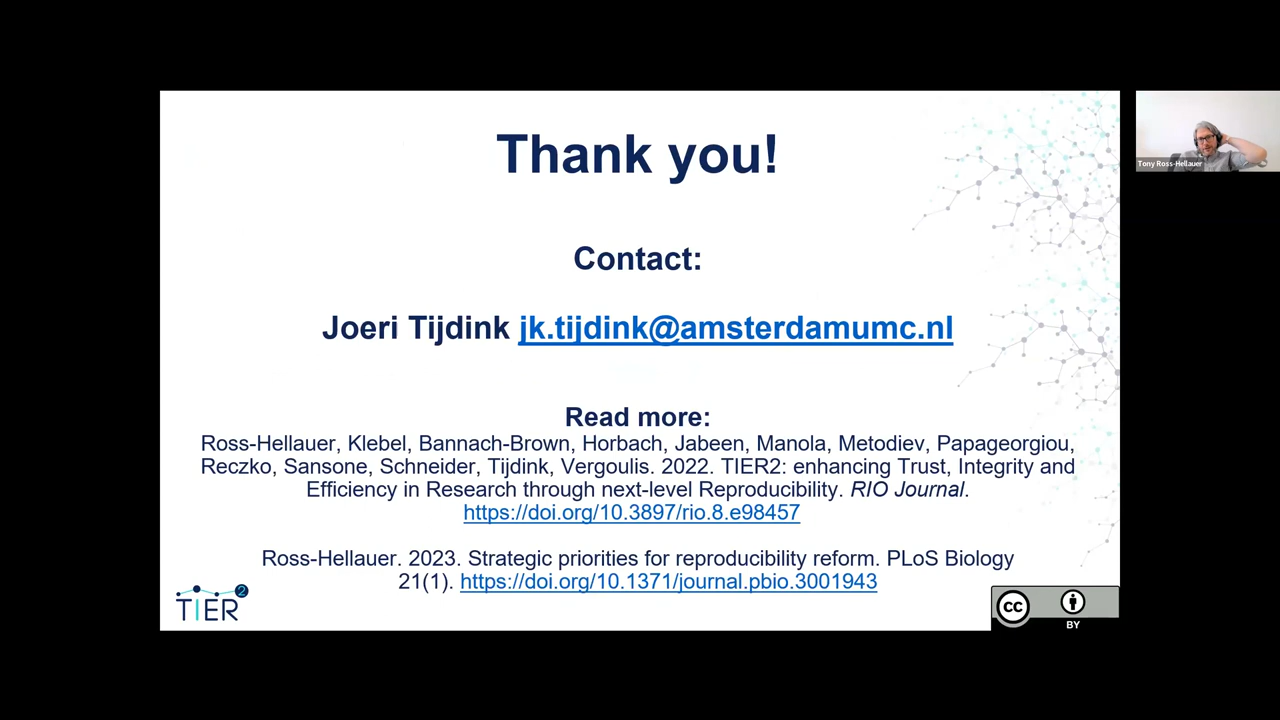 Thank you!
Contact:
Joeri Tijdink jk.tijdink@amsterdamumc.nl
Read more:
Ross-Hellauer, Klebel, Bannach-Brown, Horbach, Jabeen, Manola, Metodiev, Papageorgiou,
Reczko, Sansone, Schneider, Tijdink, Vergoulis. 2022. TIER2: enhancing Trust, Integrity and
Efficiency in Research through next-level Reproducibility. RIO Journal.
https://doi.org/10.3897/rio.8.e98457
Ross-Hellauer. 2023. Strategic priorities for reproducibility reform. PLoS Biology
21(1). https://doi.org/10.1371/journal.pbio.3001943
TIER2
cc
BY
Tony Ross-Hellauer